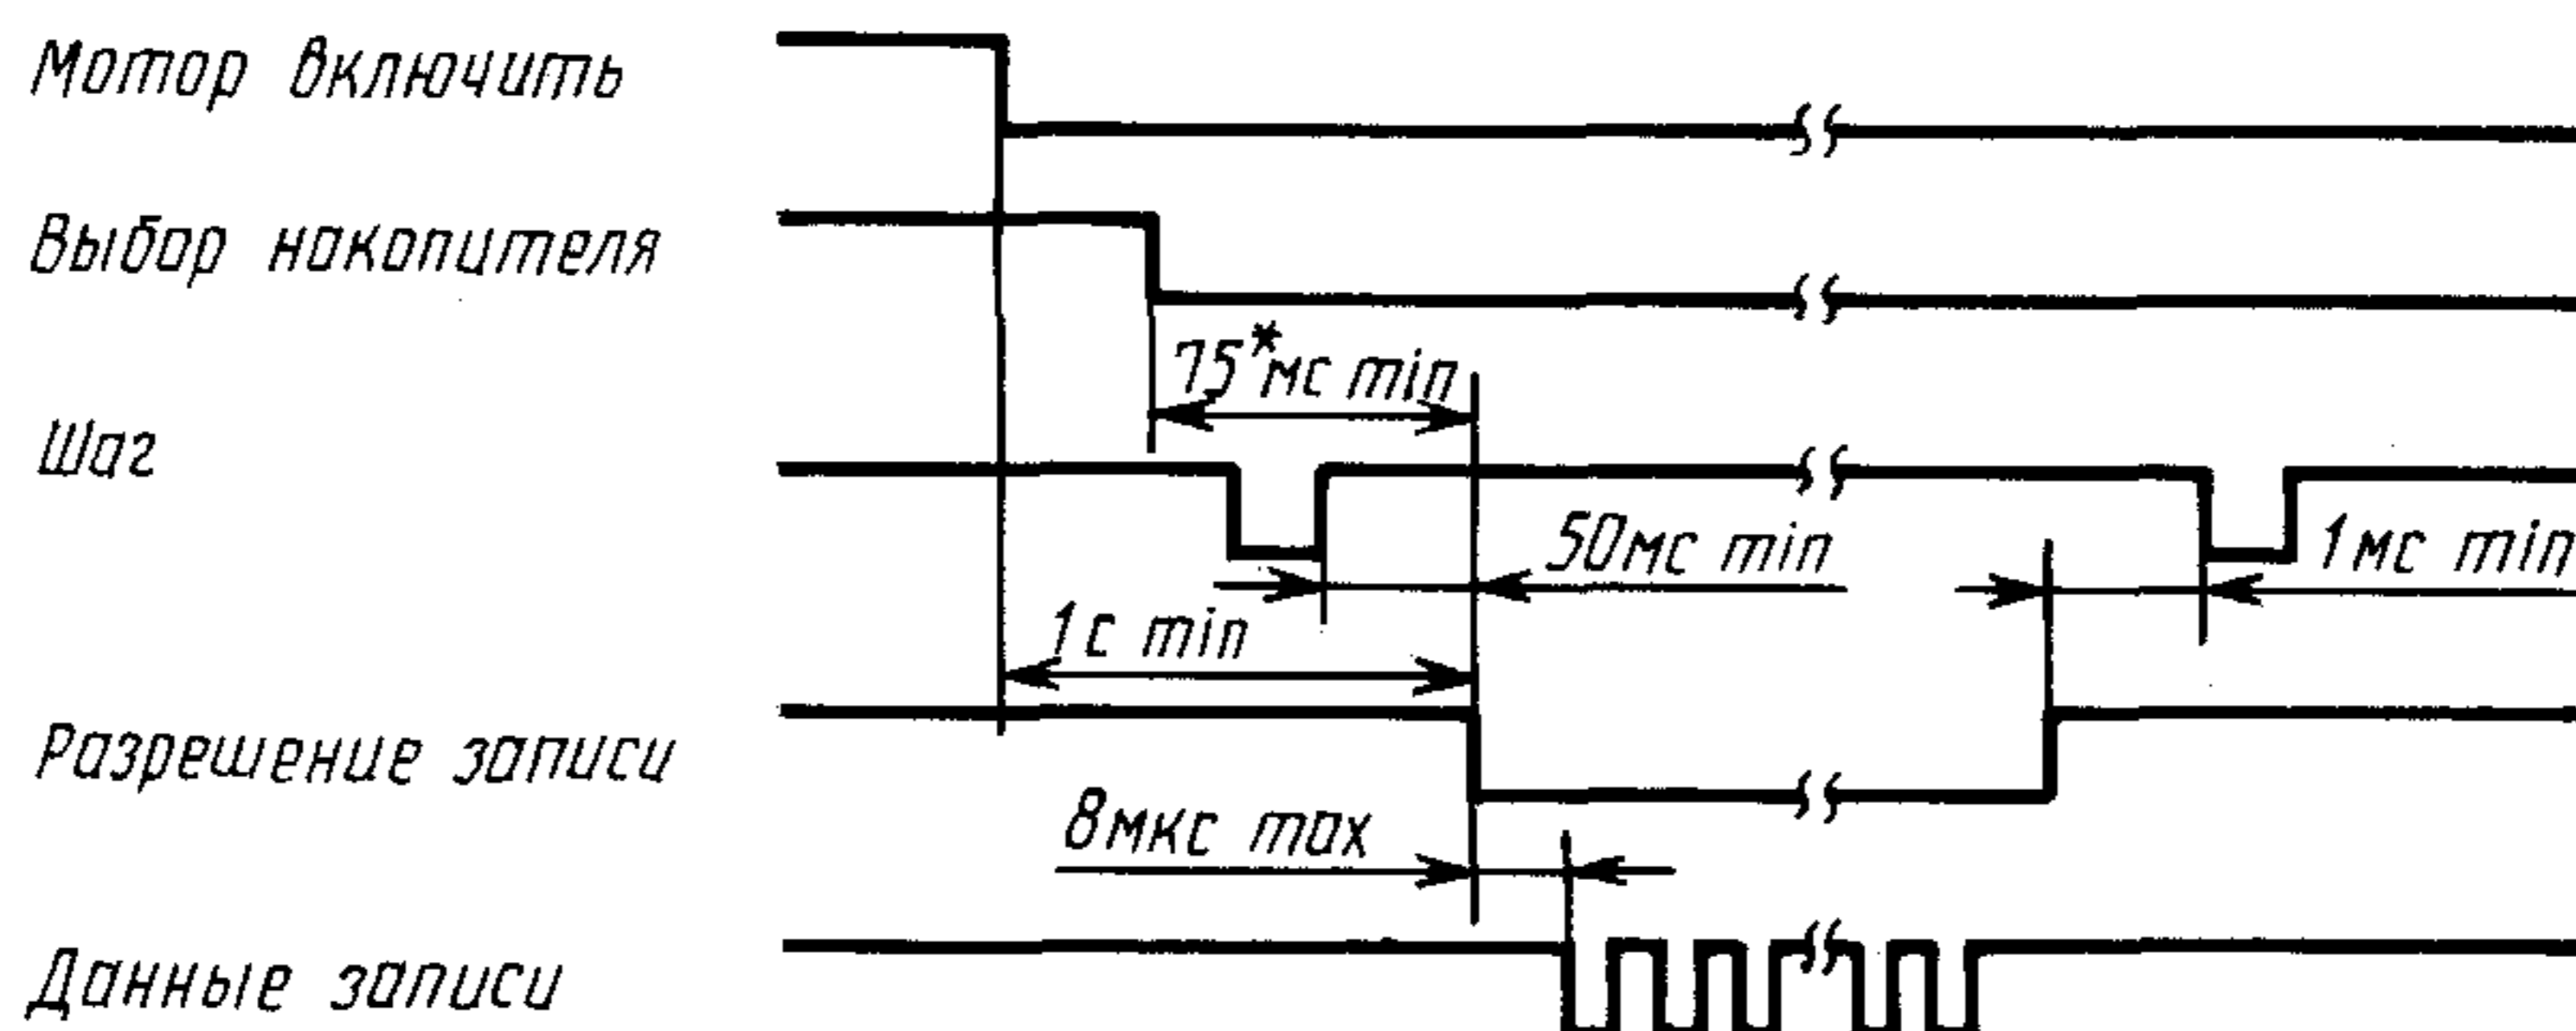 Мотор включить
Выбор накопителя
75*мс min
Шаг
50мс min
1мс min
1с min
Разрешение записи
8мкс max
Данные записи